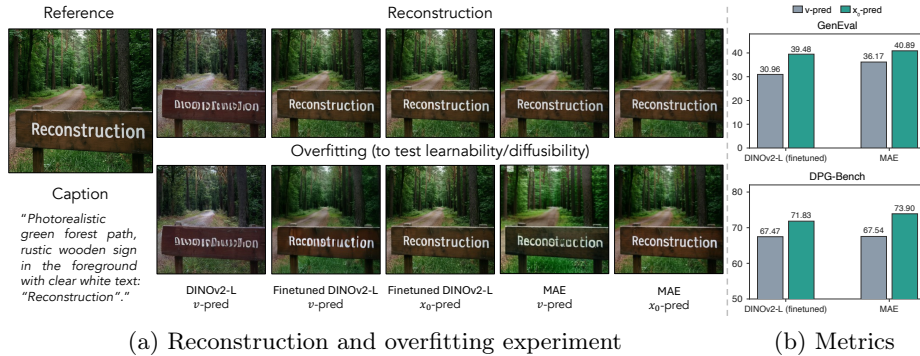 Reference
Reconstruction
Reconstruction
Reconstruction
Reconstruction
Reconstruction
Reconstruction
Overfitting (to test learnability/diffusibility)
Reconstruction
Reconstruction
Reconstruction
Reconstruction
Caption
"Photorealistic
green forest path,
rustic wooden sign
in the foreground
with clear white text:
"Reconstruction"."
DINOv2-L
v-pred
Finetuned DINOv2-L
v-pred
Finetuned DINOv2-L
x₀-pred
MAE
v-pred
MAE
x₀-pred
(a) Reconstruction and overfitting experiment
v-pred x₀-pred
GenEval
40
30
20
10
0
30.96 39.48 36.17 40.89
DINOv2-L (finetuned) MAE
DPG-Bench
80
70
60
50
67.47 71.83 67.54 73.90
DINOv2-L (finetuned) MAE
(b) Metrics